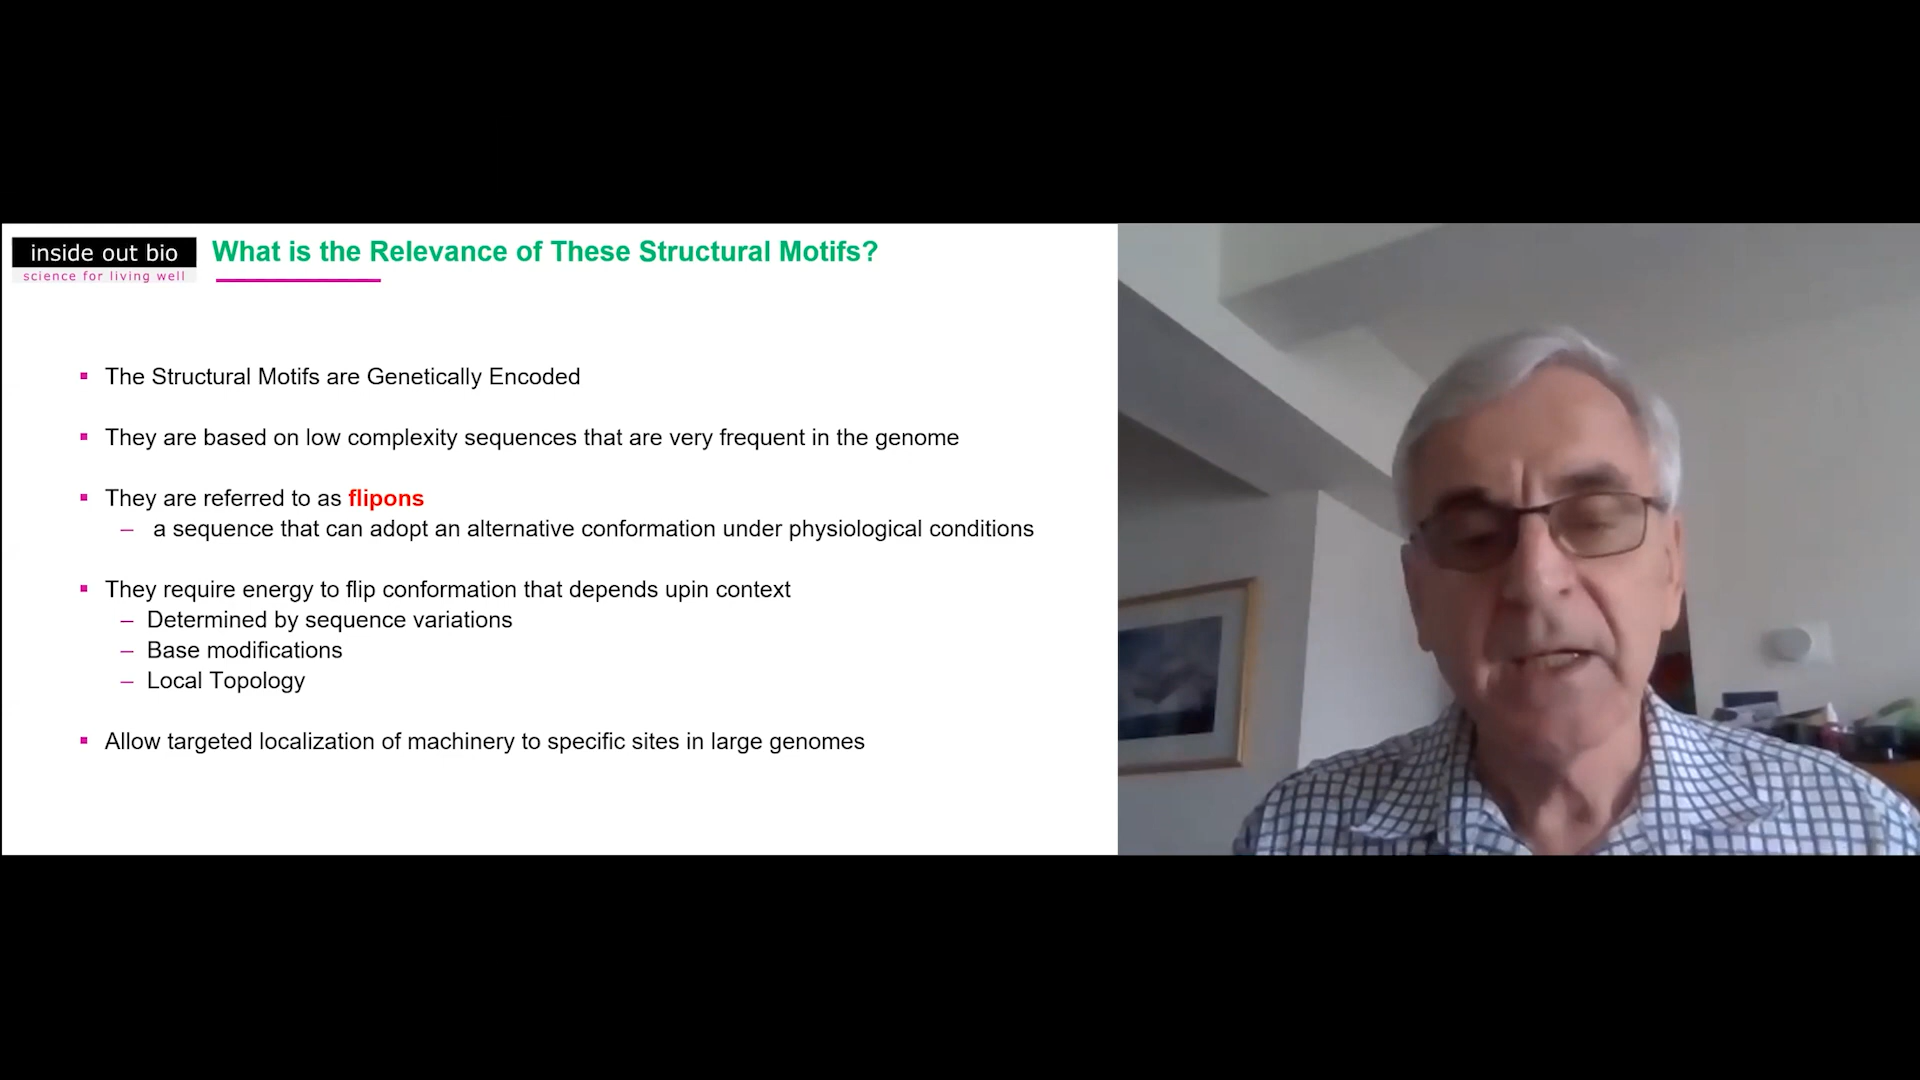 inside out bio
science for living well
What is the Relevance of These Structural Motifs?
The Structural Motifs are Genetically Encoded
They are based on low complexity sequences that are very frequent in the genome
They are referred to as flipons
– a sequence that can adopt an alternative conformation under physiological conditions
They require energy to flip conformation that depends upin context
– Determined by sequence variations
– Base modifications
– Local Topology
Allow targeted localization of machinery to specific sites in large genomes